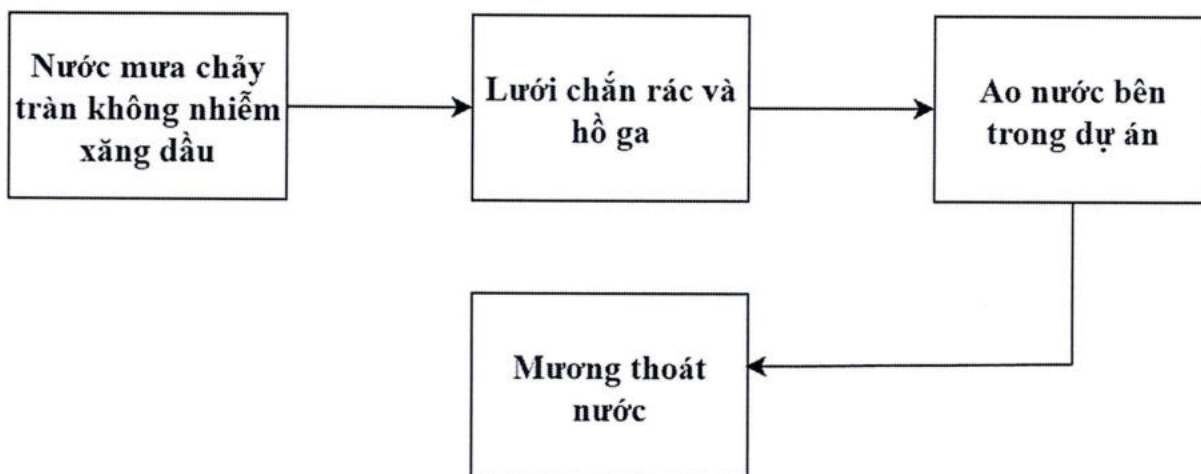 Nước mưa chảy
tràn không nhiễm
xăng dầu
Lưới chắn rác và
hồ ga
Ao nước bên
trong dự án
Mương thoát
nước